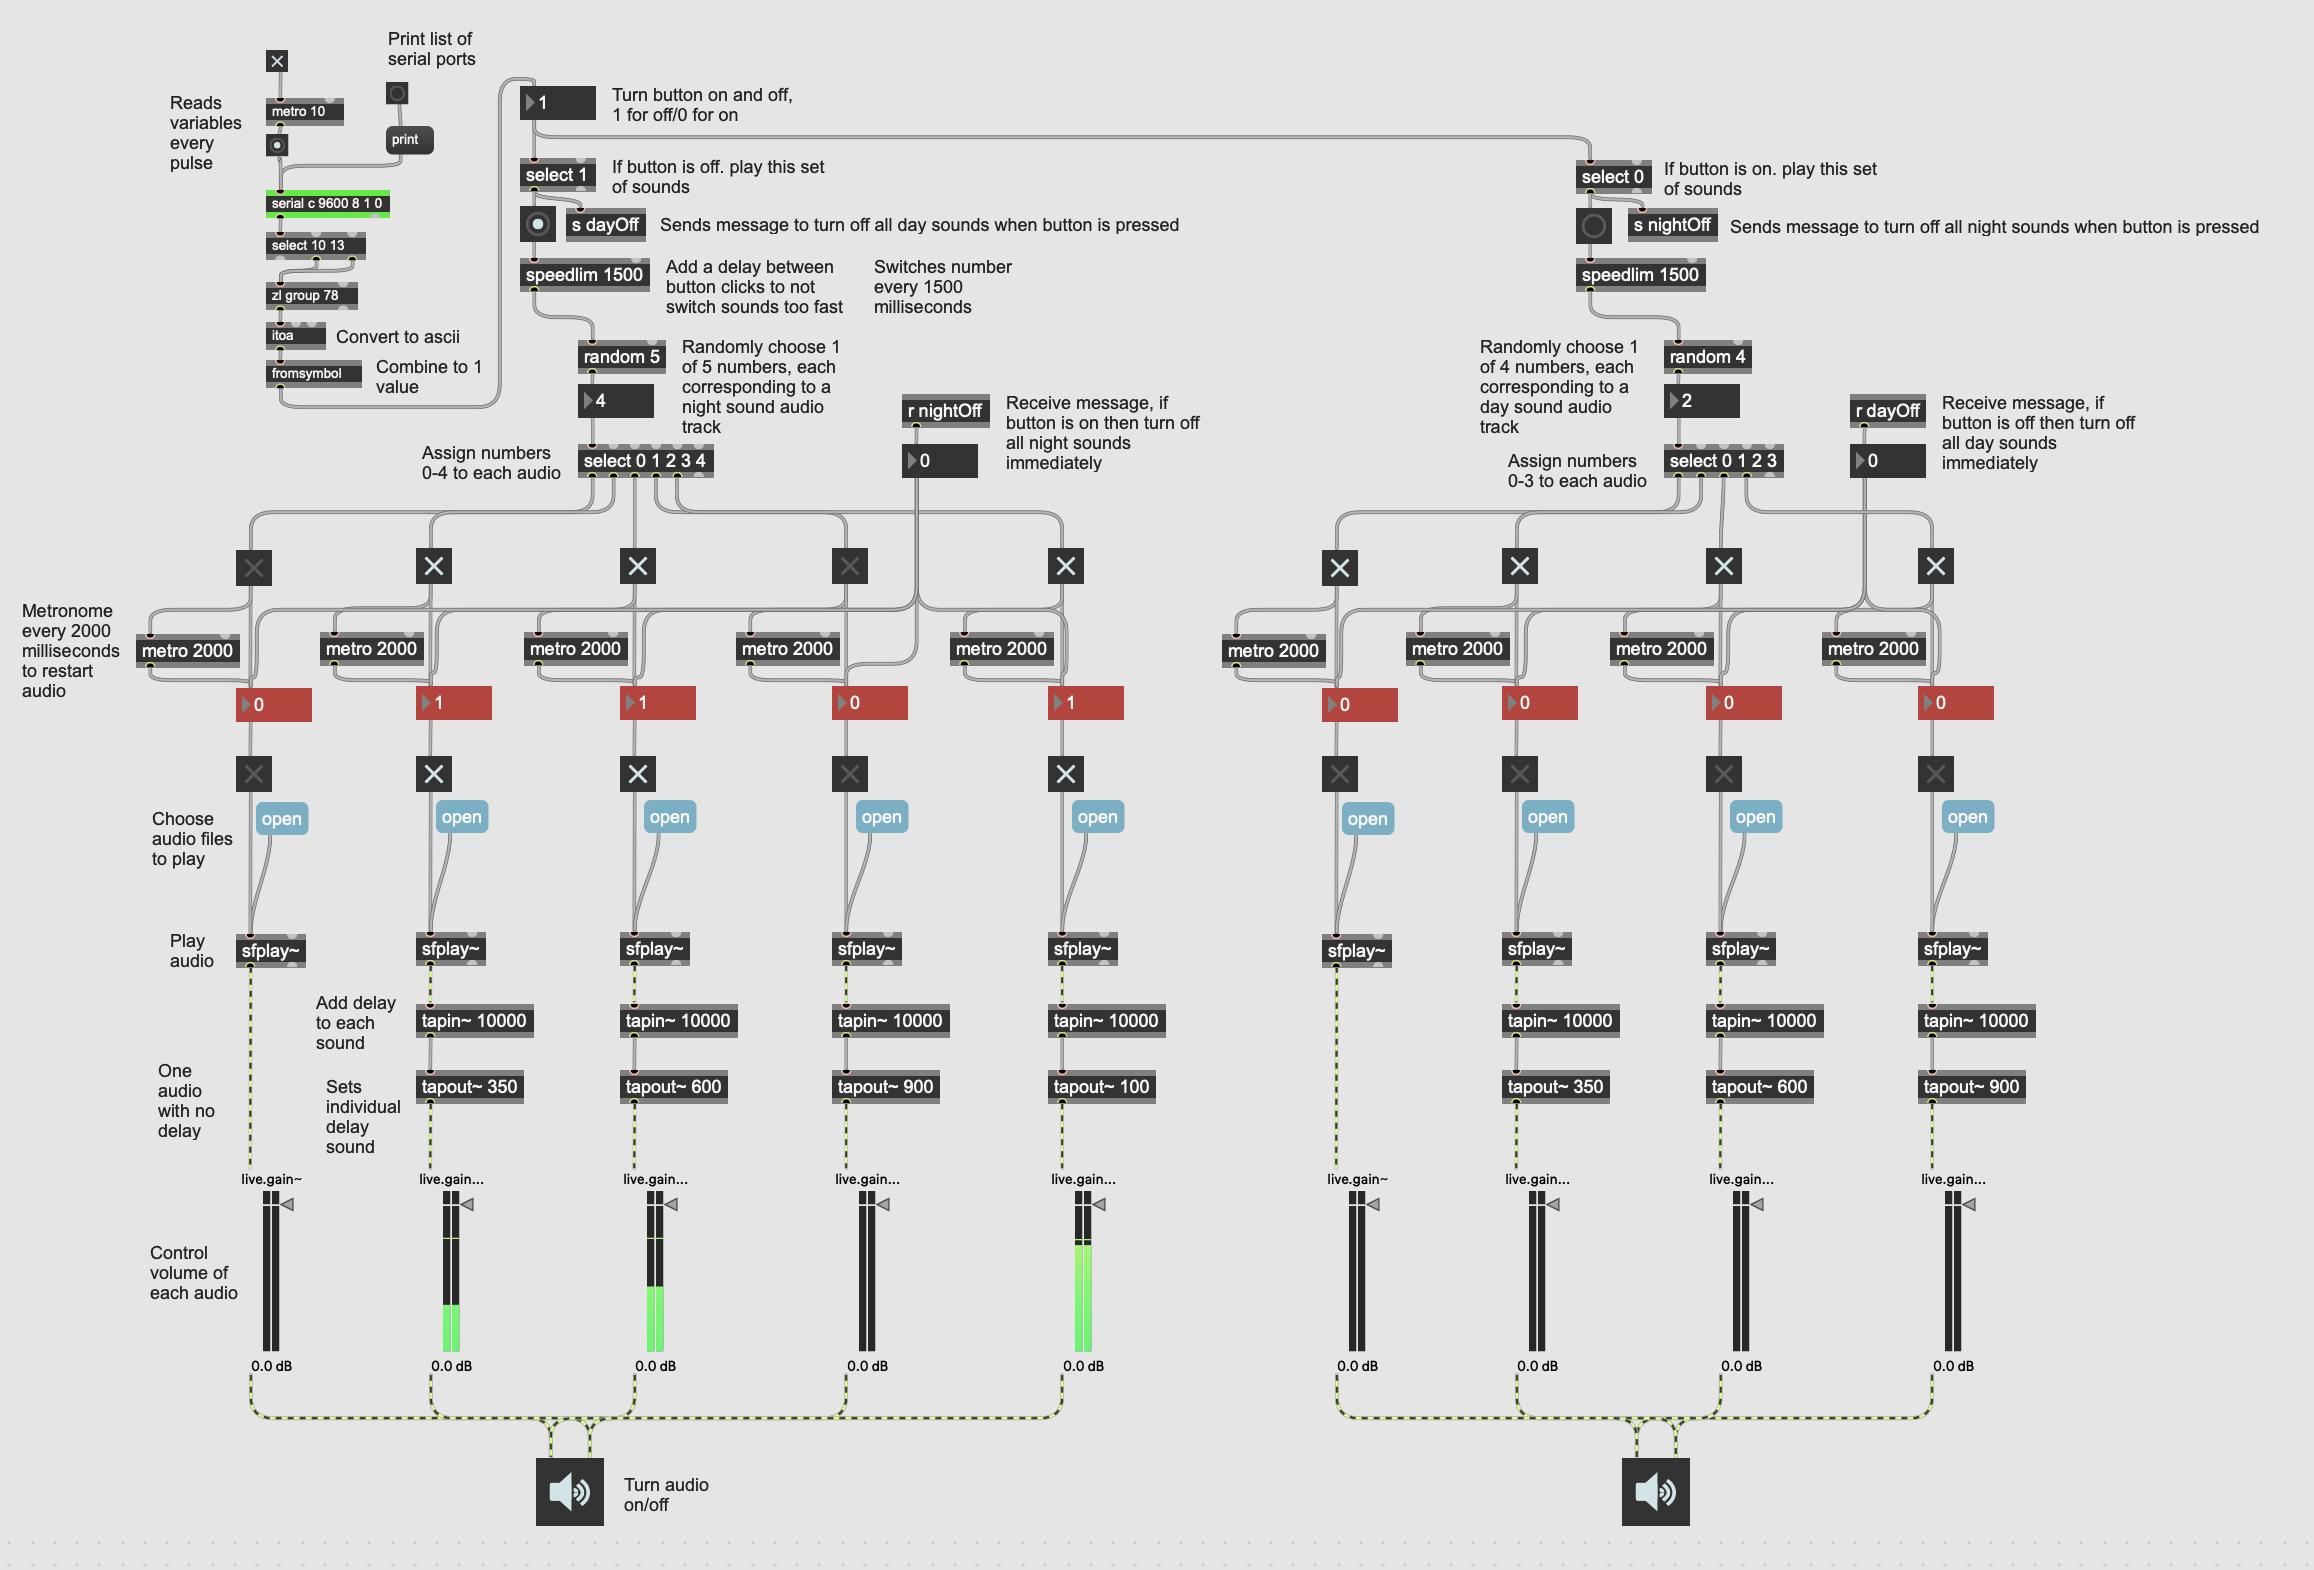 Print list of
serial ports
Reads
variables
every
pulse
metro 10
print
serial c 9600 8 1 0
select 10 13
zl group 78
itoa
Convert to ascii
fromsymbol
Combine to 1
value
1
Turn button on and off,
1 for off/0 for on
select 1
If button is off. play this set
of sounds
s dayOff
Sends message to turn off all day sounds when button is pressed
speedlim 1500
Add a delay between
button clicks to not
switch sounds too fast
Switches number
every 1500
milliseconds
random 5
Randomly choose 1
of 5 numbers, each
corresponding to a
night sound audio
track
4
Assign numbers
0-4 to each audio
select 0 1 2 3 4
r nightOff
0
Receive message, if
button is on then turn off
all night sounds
immediately
select 0
If button is on. play this set
of sounds
s nightOff
Sends message to turn off all night sounds when button is pressed
speedlim 1500
random 4
Randomly choose 1
of 4 numbers, each
corresponding to a
day sound audio
track
2
Assign numbers
0-3 to each audio
select 0 1 2 3
r dayOff
0
Receive message, if
button is off then turn off
all day sounds
immediately
Metronome
every 2000
milliseconds
to restart
audio
metro 2000
metro 2000
metro 2000
metro 2000
metro 2000
metro 2000
metro 2000
metro 2000
metro 2000
0
1
1
0
1
0
0
0
0
Choose
audio files
to play
open
open
open
open
open
open
open
open
open
Play
audio
sfplay~
sfplay~
sfplay~
sfplay~
sfplay~
sfplay~
sfplay~
sfplay~
sfplay~
Add delay
to each
sound
tapin~ 10000
tapin~ 10000
tapin~ 10000
tapin~ 10000
tapin~ 10000
tapin~ 10000
tapin~ 10000
One
audio
with no
delay
Sets
individual
delay
sound
tapout~ 350
tapout~ 600
tapout~ 900
tapout~ 100
tapout~ 350
tapout~ 600
tapout~ 900
live.gain~
live.gain...
live.gain...
live.gain...
live.gain...
live.gain~
live.gain...
live.gain...
live.gain...
Control
volume of
each audio
0.0 dB
0.0 dB
0.0 dB
0.0 dB
0.0 dB
0.0 dB
0.0 dB
0.0 dB
0.0 dB
Turn audio
on/off